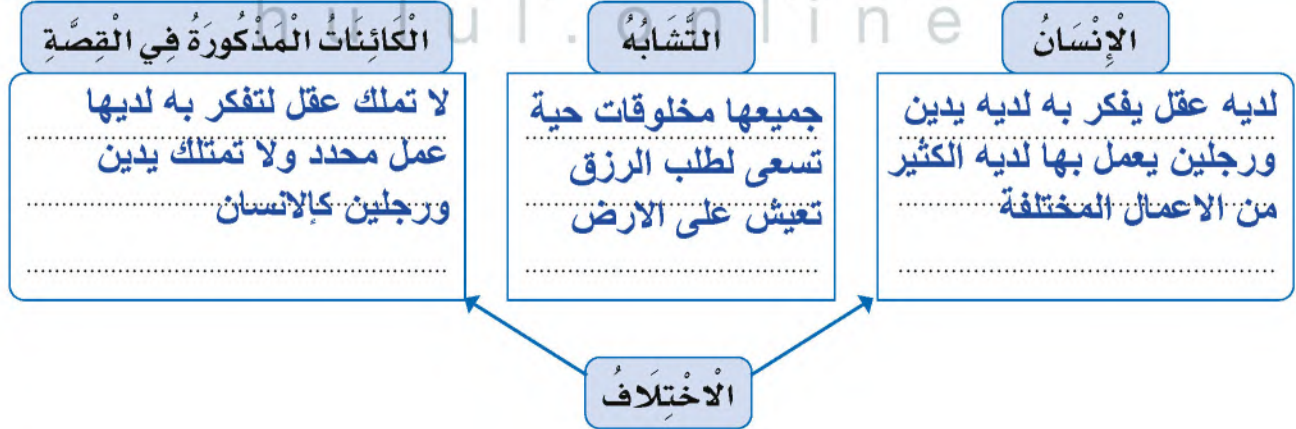 hulul.online
الْإِنْسَانُ
لديه عقل يفكر به لديه يدين
ورجلين يعمل بها لديه الكثير
من الاعمال المختلفة
التَّشَابُهُ
جميعها مخلوقات حية
تسعى لطلب الرزق
تعيش على الارض
الْكَائِنَاتُ الْمَذْكُورَةُ فِي الْقِصَّةِ
لا تملك عقل لتفكر به لديها
عمل محدد ولا تمتلك يدين
ورجلين كالانسان
الْاخْتِلَافُ